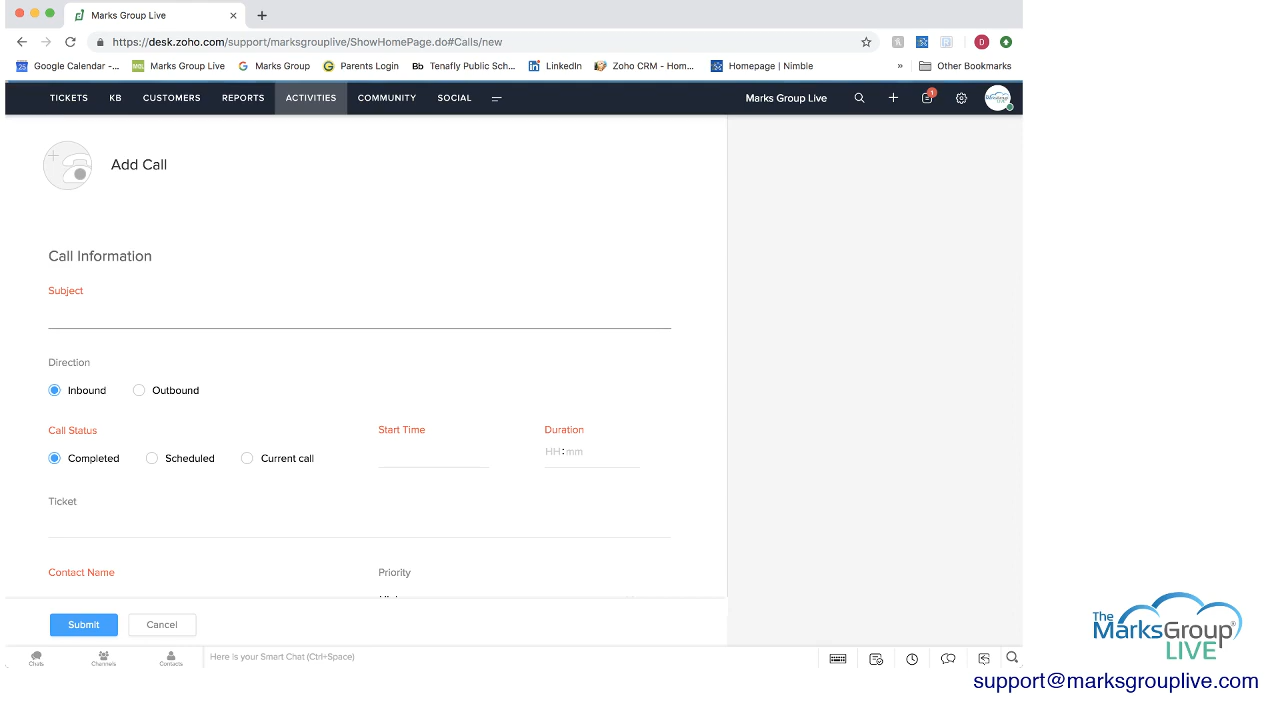 Marks Group Live
https://desk.zoho.com/support/marksgrouplive/ShowHomePage.do#Calls/new
D
25 Google Calendar -...
Marks Group Live
Marks Group
Parents Login
Bb Tenafly Public Sch...
LinkedIn
Zoho CRM - Hom...
Homepage | Nimble
» Other Bookmarks
TICKETS KB CUSTOMERS REPORTS ACTIVITIES COMMUNITY SOCIAL
Marks Group Live
1
Add Call
Call Information
Subject
Direction
Inbound Outbound
Call Status Start Time Duration
Completed Scheduled Current call HH:mm
Ticket
Contact Name Priority
Submit Cancel
Chats Channels Contacts
Here is your Smart Chat (Ctrl+Space)
The
MarksGroup®
LIVE
support@marksgrouplive.com